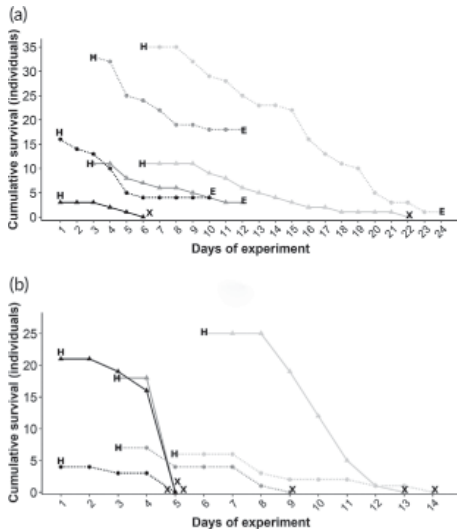 (a)
Cumulative survival (individuals)
35
30
25
20
15
10
5
0
H
H
H
H
H
H
E
E
E
X
X
E
1 2 3 4 5 6 7 8 9 10 11 12 13 14 15 16 17 18 19 20 21 22 23 24
Days of experiment
(b)
Cumulative survival (individuals)
25
20
15
10
5
0
H
H
H
H
H
H
X
X
X
X
X
X
1 2 3 4 5 6 7 8 9 10 11 12 13 14
Days of experiment